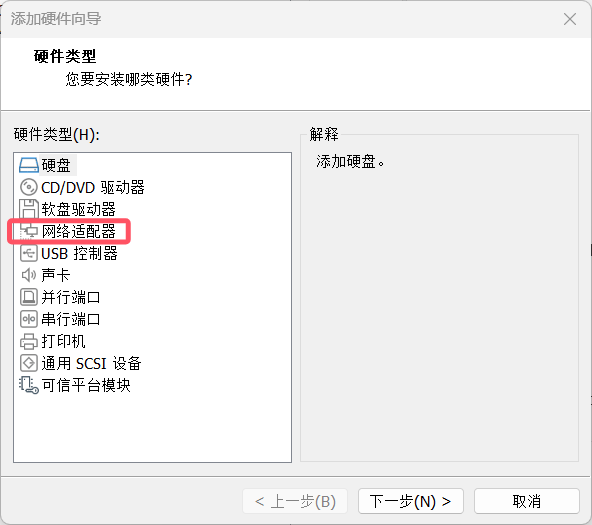 添加硬件向导
硬件类型
您要安装哪类硬件?
硬件类型(H):
硬盘
CD/DVD 驱动器
软盘驱动器
网络适配器
USB 控制器
声卡
并行端口
串行端口
打印机
通用 SCSI 设备
可信平台模块
解释
添加硬盘。
< 上一步(B)
下一步(N) >
取消